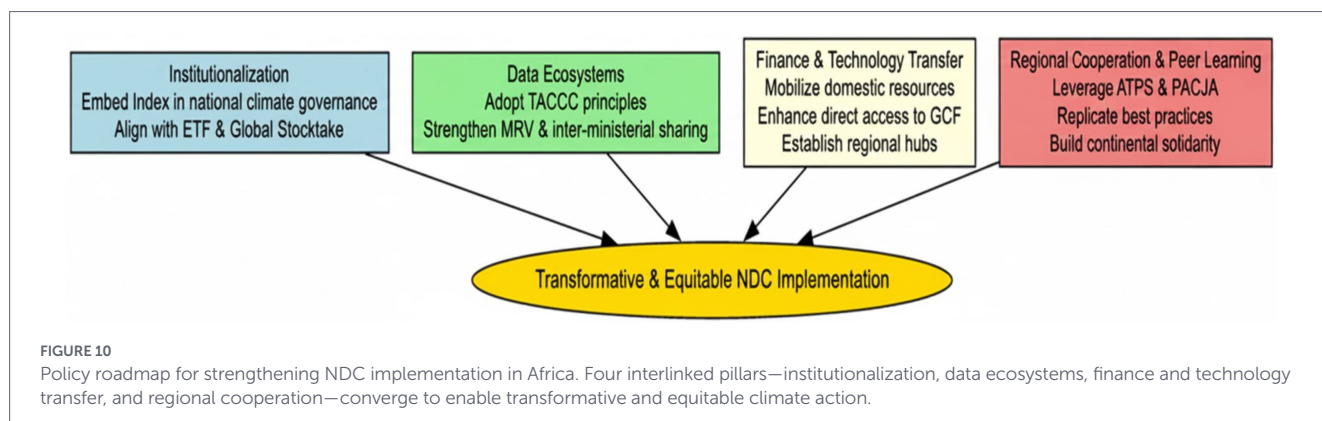 Institutionalization
Embed Index in national climate governance
Align with ETF & Global Stocktake
Data Ecosystems
Adopt TACCC principles
Strengthen MRV & inter-ministerial sharing
Finance & Technology Transfer
Mobilize domestic resources
Enhance direct access to GCF
Establish regional hubs
Regional Cooperation & Peer Learning
Leverage ATPS & PACJA
Replicate best practices
Build continental solidarity
Transformative & Equitable NDC Implementation
FIGURE 10
Policy roadmap for strengthening NDC implementation in Africa. Four interlinked pillars—institutionalization, data ecosystems, finance and technology
transfer, and regional cooperation—converge to enable transformative and equitable climate action.